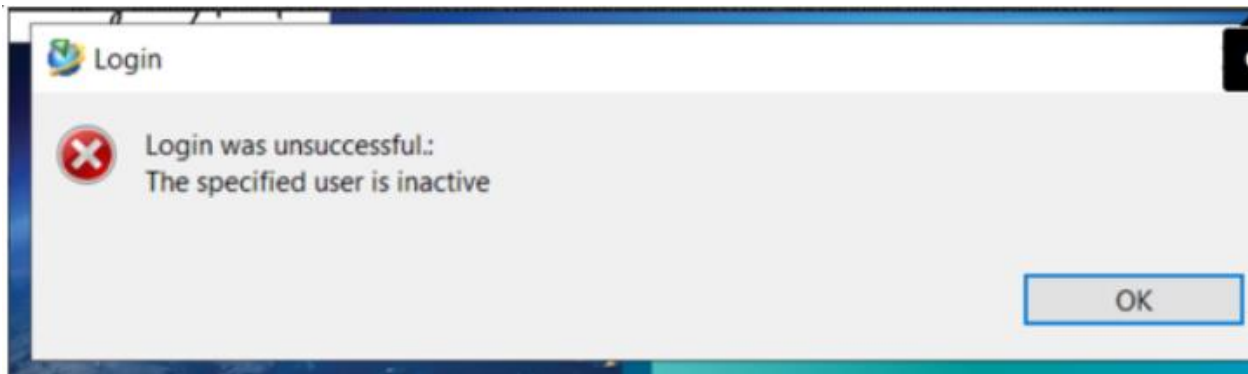 Login
Login was unsuccessful.:
The specified user is inactive
OK